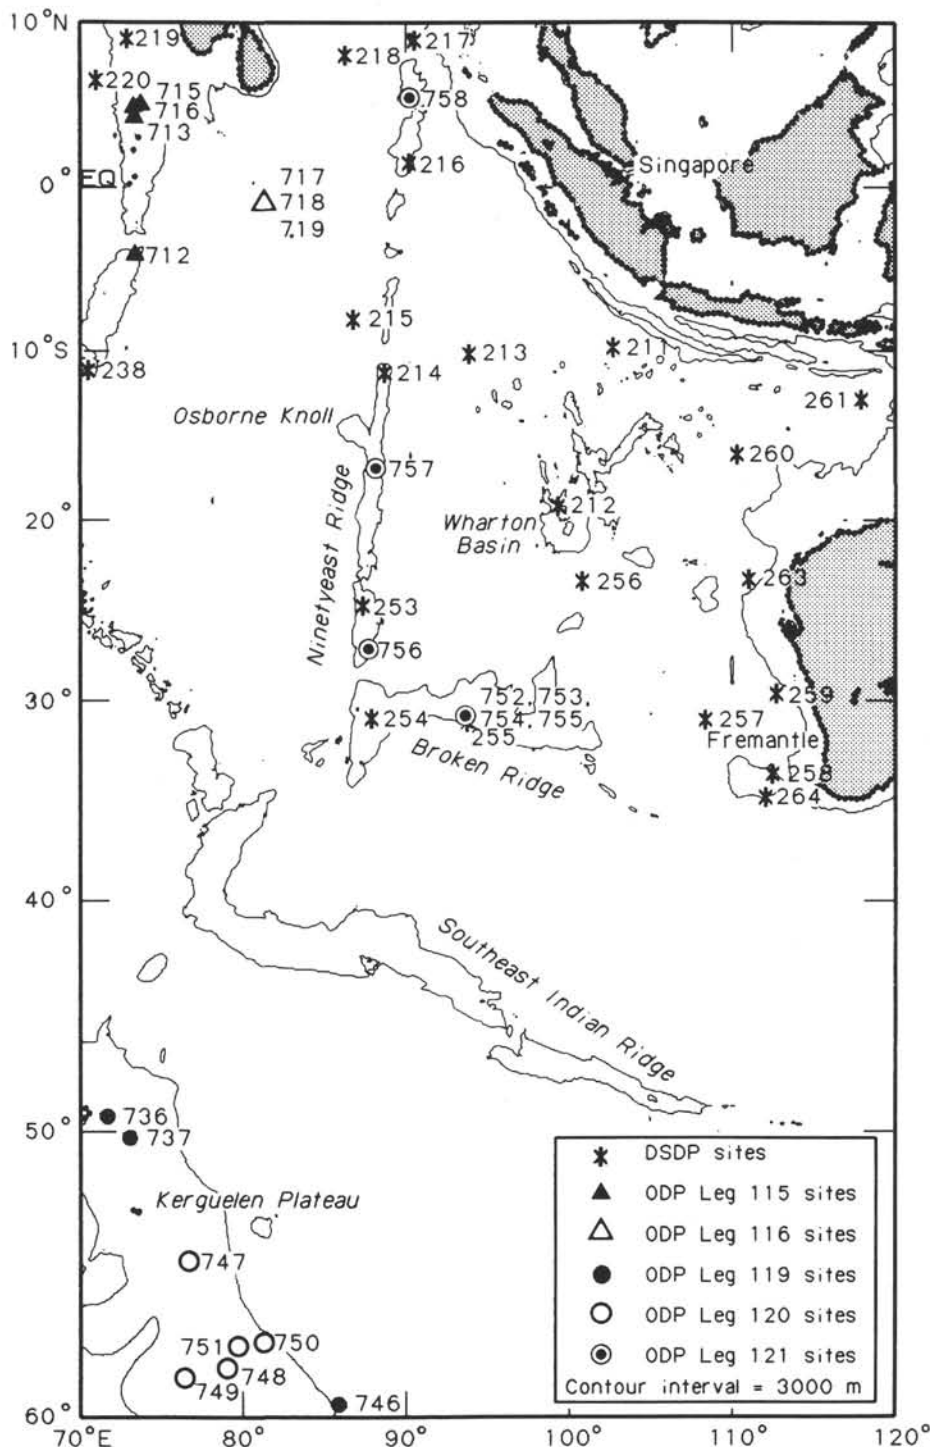 10°N
219
218
217
220
715
716
713
758
216
Singapore
EQ
0°
717
718
719
712
215
213
211
10°S
238
214
261
Osborne Knoll
260
757
Ninetyeast Ridge
212
20°
Wharton
Basin
256
263
253
756
30°
752, 753,
754, 755,
255
254
259
257
Fremantle
Broken Ridge
258
264
40°
Southeast Indian Ridge
50°
736
737
Kerguelen Plateau
747
751
750
748
749
746
60°
DSDP sites
ODP Leg 115 sites
ODP Leg 116 sites
ODP Leg 119 sites
ODP Leg 120 sites
ODP Leg 121 sites
Contour interval = 3000 m
70°E
80°
90°
100°
110°
120°